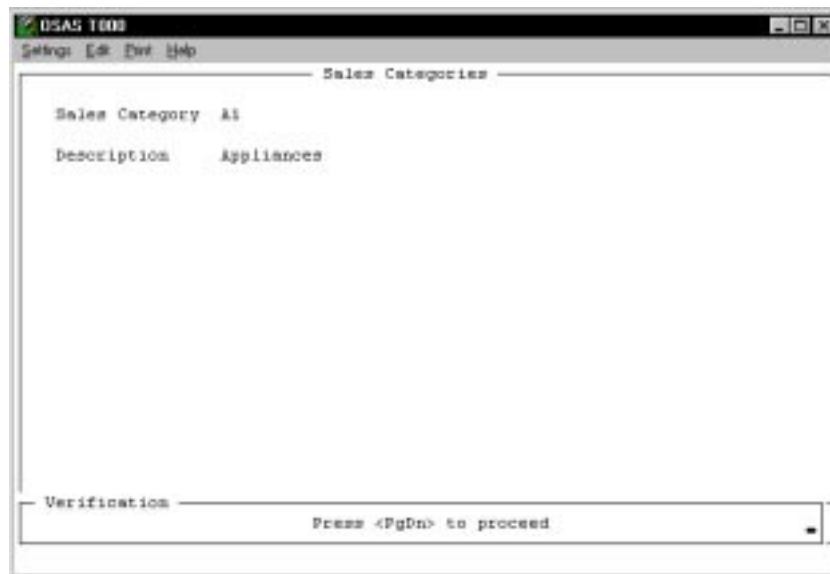 OSAS T000
Settings Edit Print Help
Sales Categories
Sales Category A1
Description Appliances
Verification
Press <PgDn> to proceed